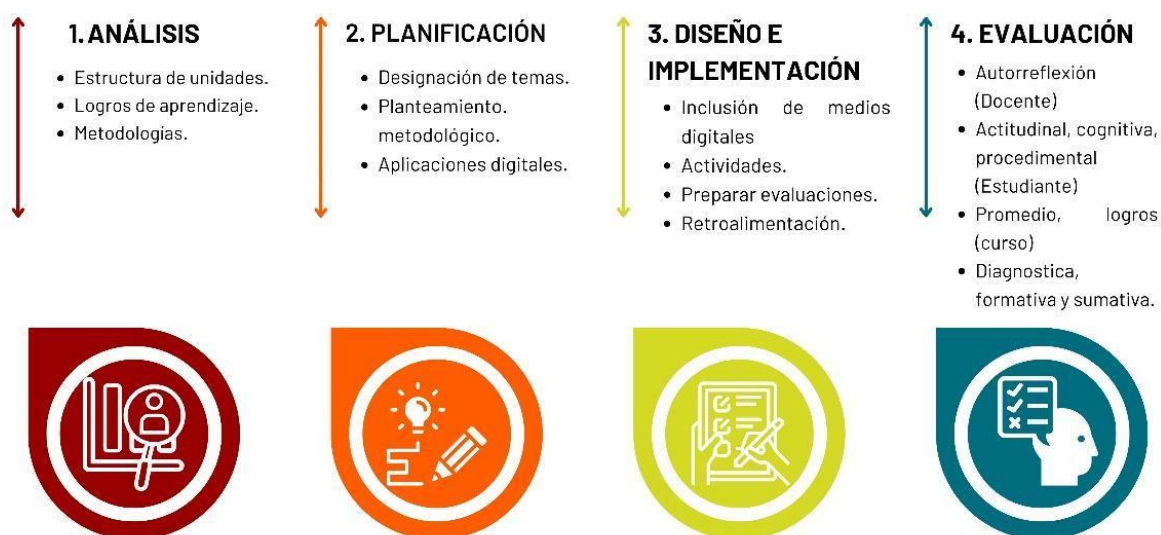 1. ANÁLISIS
• Estructura de unidades.
• Logros de aprendizaje.
• Metodologías.
2. PLANIFICACIÓN
• Designación de temas.
• Planteamiento.
metodológico.
• Aplicaciones digitales.
3. DISEÑO E
IMPLEMENTACIÓN
• Inclusión de medios
digitales
• Actividades.
• Preparar evaluaciones.
• Retroalimentación.
4. EVALUACIÓN
• Autorreflexión
(Docente)
• Actitudinal, cognitiva,
procedimental
(Estudiante)
• Promedio, logros
(curso)
• Diagnostica,
formativa y sumativa.